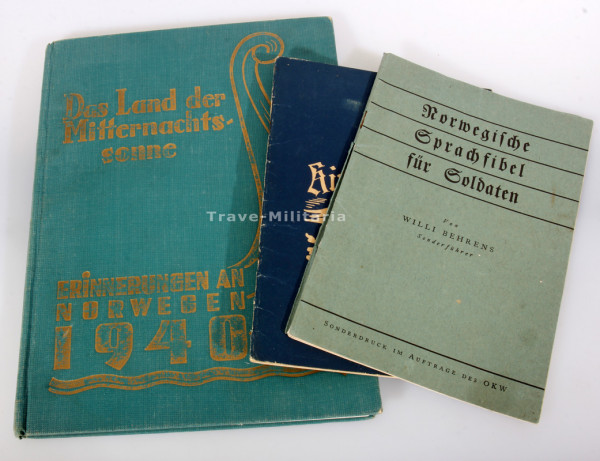 Das Land der
Mitternachts-
sonne
ERINNERUNGEN AN
NORWEGEN
1940
Norwegische
Sprachfibel
für Soldaten
Von
WILLI BEHRENS
Sonderführer
SONDERDRUCK IM AUFTRAGE DES OKW
Trave-Militaria